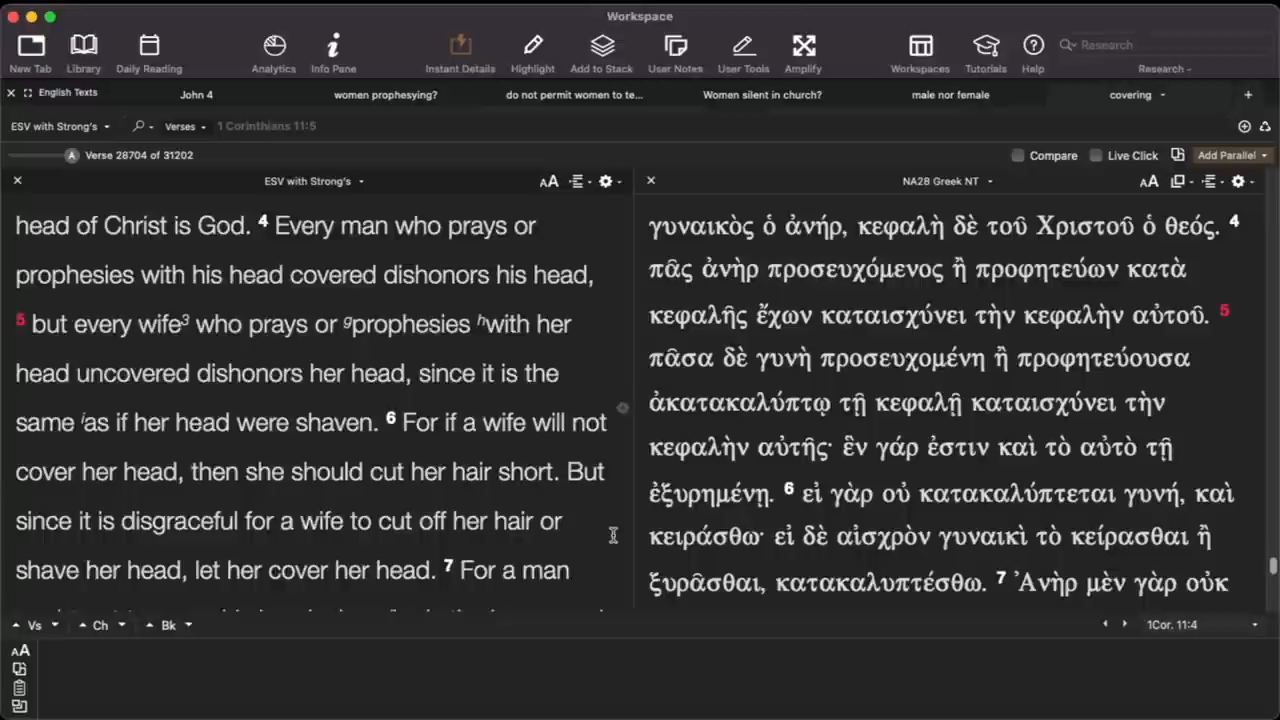 Workspace
New Tab Library Daily Reading Analytics Info Pane Instant Details Highlight Add to Stack User Notes User Tools Amplify Workspaces Tutorials Help Research
Research
English Texts John 4 women prophesying? do not permit women to te... Women silent in church? male nor female covering
ESV with Strong's Verses 1 Corinthians 11:5
Verse 28704 of 31202 Compare Live Click Add Parallel
ESV with Strong's
head of Christ is God. 4 Every man who prays or
prophesies with his head covered dishonors his head,
5 but every wife3 who prays or gprophesies hwith her
head uncovered dishonors her head, since it is the
same ias if her head were shaven. 6 For if a wife will not
cover her head, then she should cut her hair short. But
since it is disgraceful for a wife to cut off her hair or
shave her head, let her cover her head. 7 For a man
NA28 Greek NT
γυναικὸς ὁ ἀνήρ, κεφαλὴ δὲ τοῦ Χριστοῦ ὁ θεός. 4
πᾶς ἀνὴρ προσευχόμενος ἢ προφητεύων κατὰ
κεφαλῆς ἔχων καταισχύνει τὴν κεφαλὴν αὐτοῦ. 5
πᾶσα δὲ γυνὴ προσευχομένη ἢ προφητεύουσα
ἀκατακαλύπτῳ τῇ κεφαλῇ καταισχύνει τὴν
κεφαλὴν αὐτῆς· ἓν γάρ ἐστιν καὶ τὸ αὐτὸ τῇ
ἐξυρημένῃ. 6 εἰ γὰρ οὐ κατακαλύπτεται γυνή, καὶ
κειράσθω· εἰ δὲ αἰσχρὸν γυναικὶ τὸ κείρασθαι ἢ
ξυρᾶσθαι, κατακαλυπτέσθω. 7 Ἀνὴρ μὲν γὰρ οὐκ
Vs Ch Bk 1Cor. 11:4